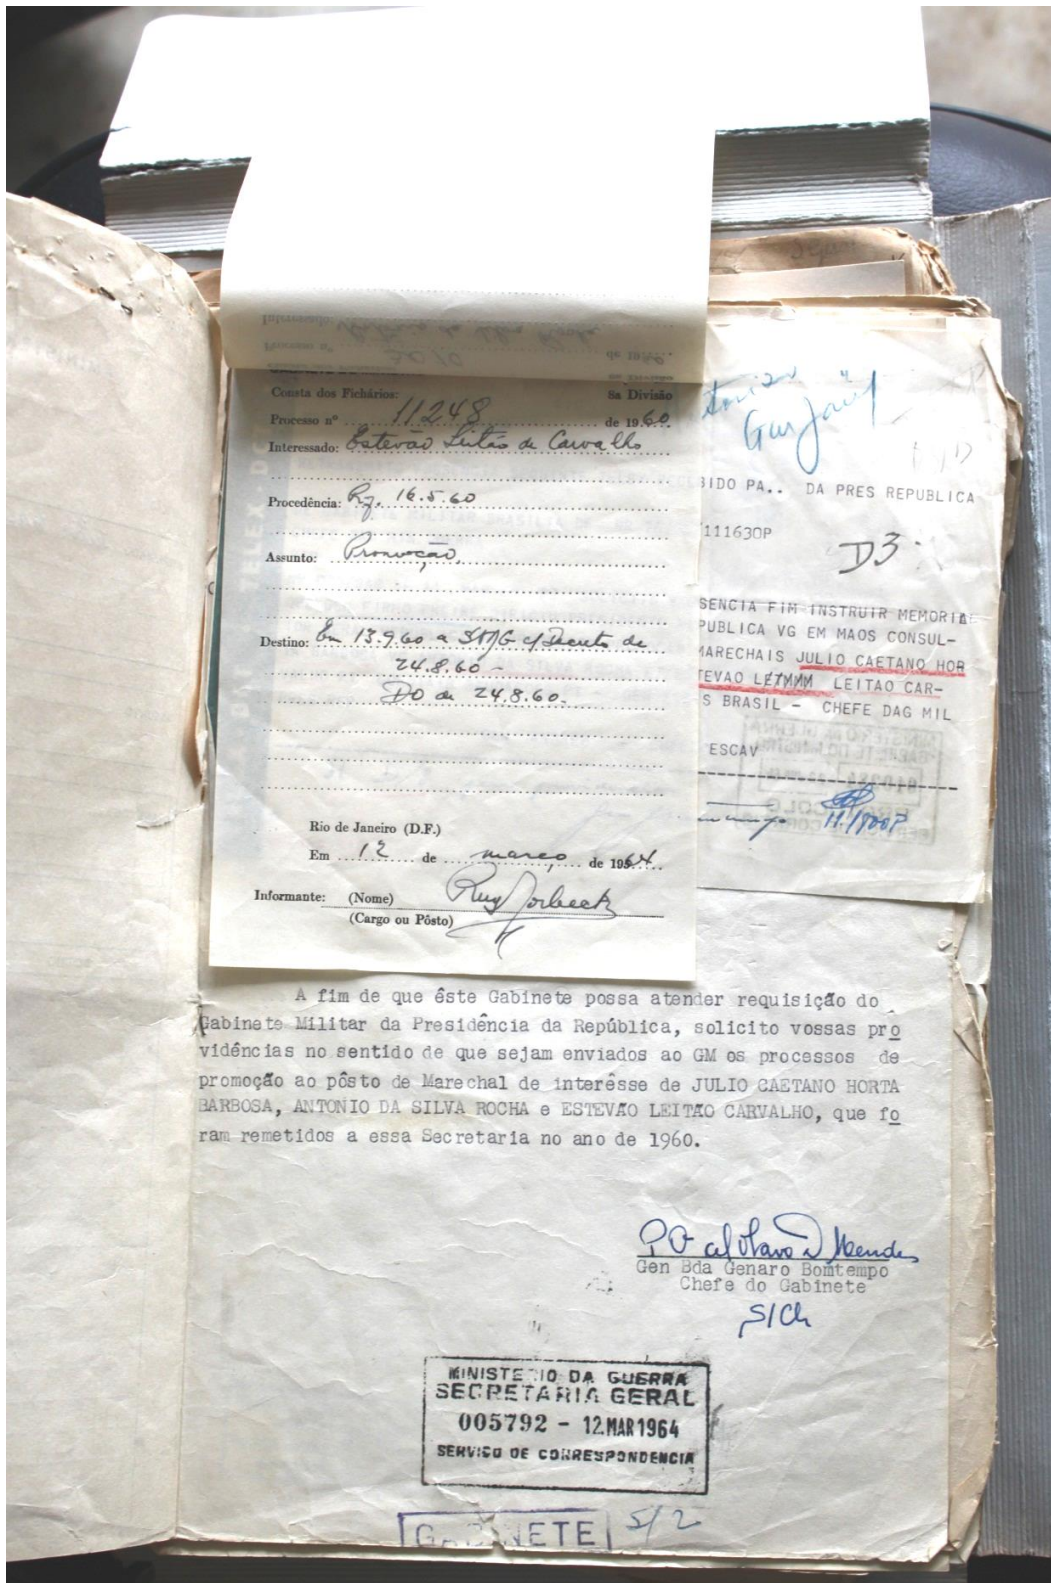 Consta dos Fichários: 8a Divisão
Processo nº 11248 de 1960.
Interessado: Estevão Leitão de Carvalho
Procedência: Rj. 16.5.60
Assunto: Promoção.
Destino: Em 13.9.60 a SMG c/ Decreto de
24.8.60 -
DO de 24.8.60.
Rio de Janeiro (D.F.)
Em 12 de março de 1964
Informante: (Nome)
(Cargo ou Pôsto)
BIDO PA.. DA PRES REPUBLICA
111630P
D3
SENCIA FIM INSTRUIR MEMORIA
PUBLICA VG EM MAOS CONSUL-
MARECHAIS JULIO CAETANO HOR
TEVAO LEIMMM LEITAO CAR-
S BRASIL - CHEFE DAG MIL
ESCAV
A fim de que êste Gabinete possa atender requisição do
Gabinete Militar da Presidência da República, solicito vossas pro
vidências no sentido de que sejam enviados ao GM os processos de
promoção ao pôsto de Marechal de interêsse de JULIO CAETANO HORTA
BARBOSA, ANTONIO DA SILVA ROCHA e ESTEVÃO LEITÃO CARVALHO, que fo
ram remetidos a essa Secretaria no ano de 1960.
Gen Bda Genaro Bomtempo
Chefe do Gabinete
S/Ch
MINISTERIO DA GUERRA
SECRETARIA GERAL
005792 - 12.MAR1964
SERVIÇO DE CORRESPONDENCIA
GABINETE S/2